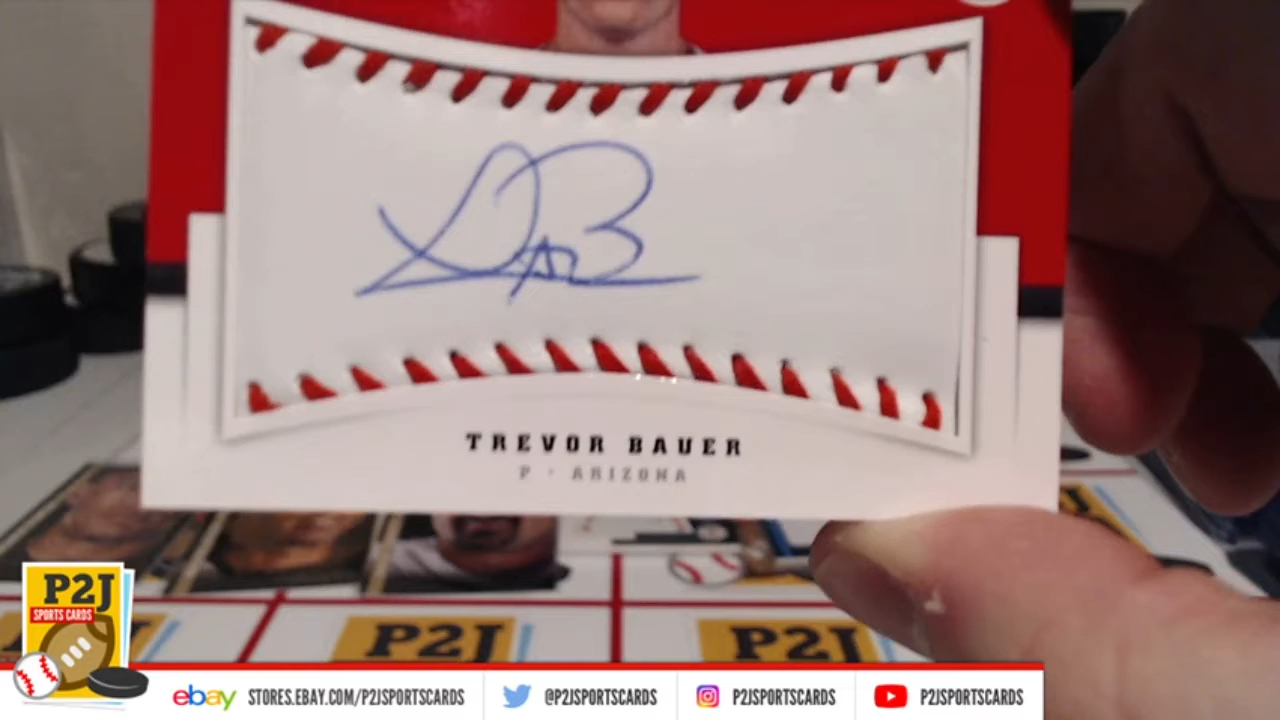 TREVOR BAUER
P · ARIZONA
P2J
SPORTS CARDS
P2J
P2J
ebay STORES.EBAY.COM/P2JSPORTSCARDS
@P2JSPORTSCARDS
P2JSPORTSCARDS
P2JSPORTSCARDS